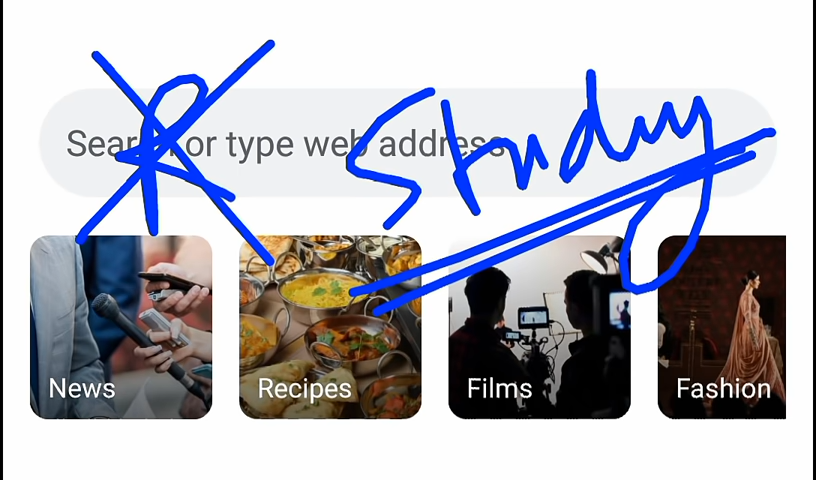 Search or type web address
R Study
News
Recipes
Films
Fashion